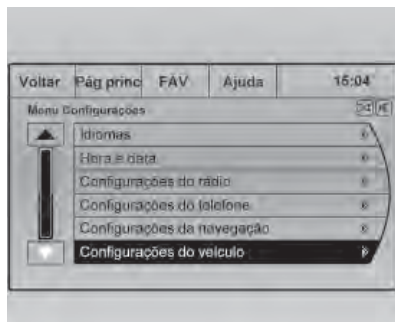 Voltar Pág princ FAV Ajuda 15:04
Menu Configurações
Idiomas
Hora e data
Configurações do rádio
Configurações do telefone
Configurações da navegação
Configurações do veículo